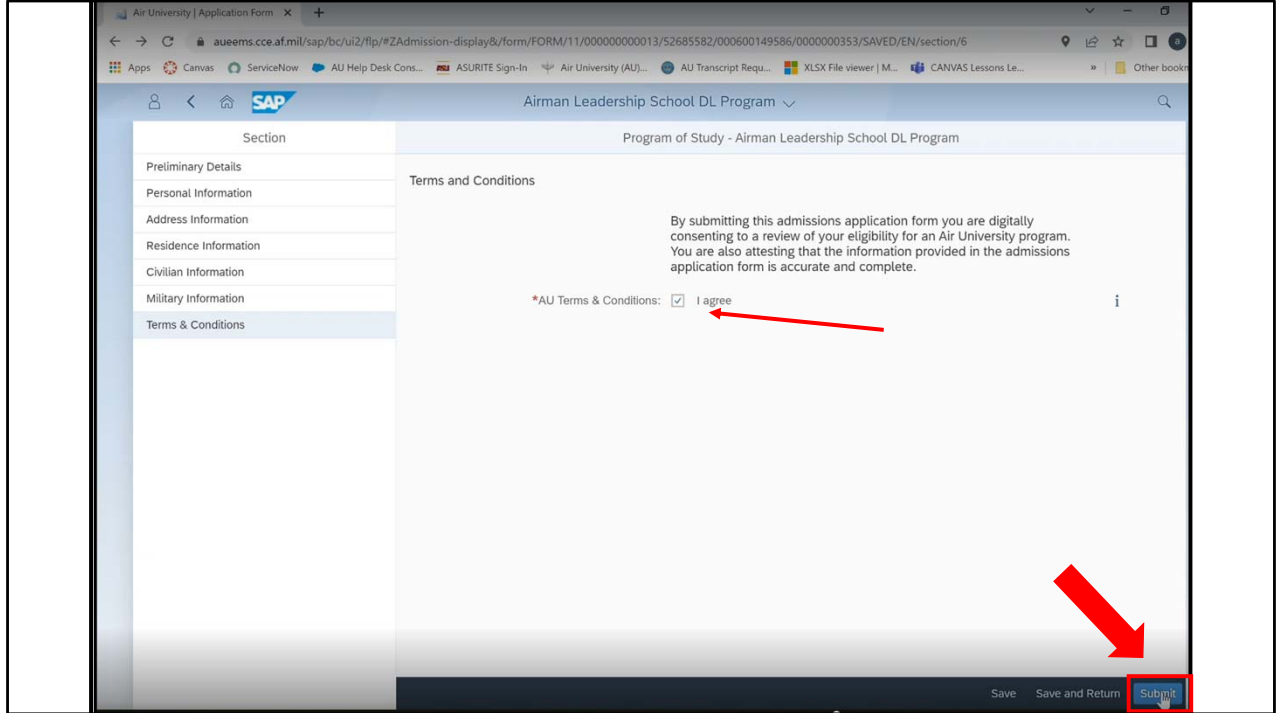 Air University | Application Form
aueems.cce.af.mil/sap/bc/ui2/flp/#ZAdmission-display&/form/FORM/11/000000000013/52685582/000600149586/0000000353/SAVED/EN/section/6
a
Apps Canvas ServiceNow AU Help Desk Cons... ASU ASURITE Sign-In Air University (AU)... AU Transcript Requ... XLSX File viewer | M... CANVAS Lessons Le... » Other bookn
SAP Airman Leadership School DL Program
Section
Program of Study - Airman Leadership School DL Program
Preliminary Details
Personal Information
Address Information
Residence Information
Civilian Information
Military Information
Terms & Conditions
Terms and Conditions
By submitting this admissions application form you are digitally
consenting to a review of your eligibility for an Air University program.
You are also attesting that the information provided in the admissions
application form is accurate and complete.
*AU Terms & Conditions: I agree i
Save Save and Return Submit